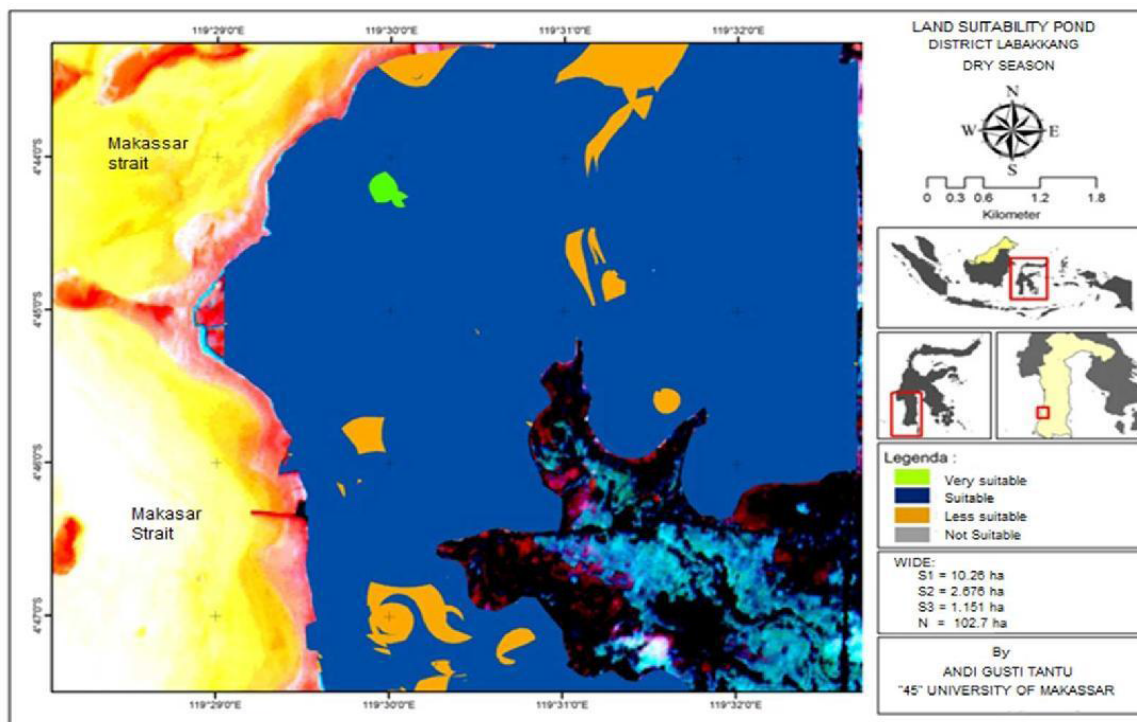 119°29'0"E
119°30'0"E
119°31'0"E
119°32'0"E
4°44'0"S
4°45'0"S
4°46'0"S
4°47'0"S
Makassar
strait
Makasar
Strait
119°29'0"E
119°30'0"E
119°31'0"E
119°32'0"E
LAND SUITABILITY POND
DISTRICT LABAKKANG
DRY SEASON
N
W E
S
0 0.3 0.6 1.2 1.8
Kilometer
Legenda :
Very suitable
Suitable
Less suitable
Not Suitable
WIDE:
S1 = 10.26 ha
S2 = 2.676 ha
S3 = 1.151 ha
N = 102.7 ha
By
ANDI GUSTI TANTU
"45" UNIVERSITY OF MAKASSAR